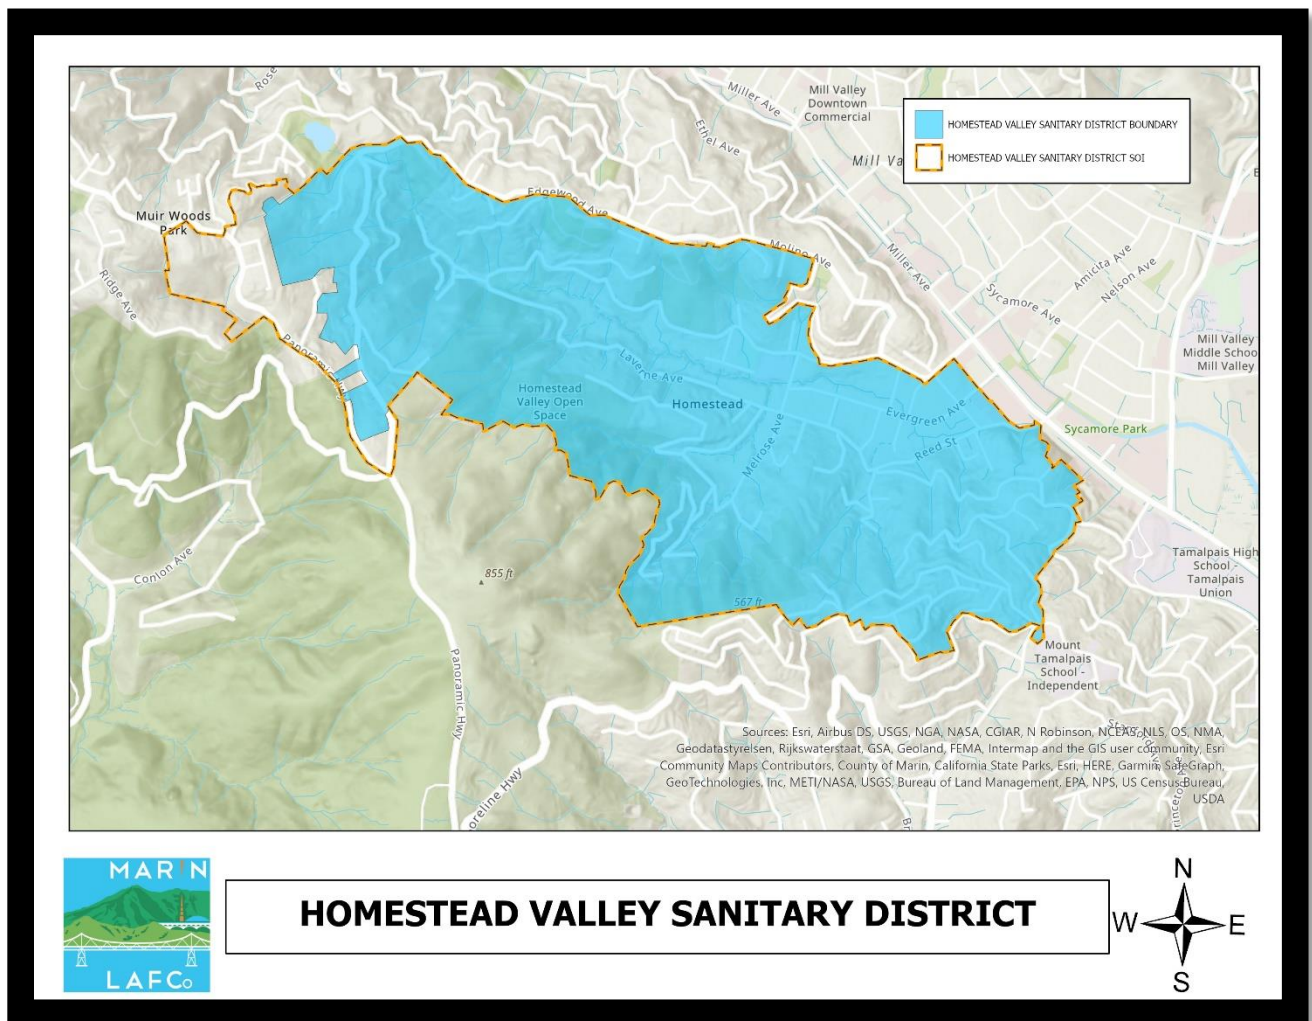 Rose
Miller Ave
Mill Valley
Downtown
Commercial
Ethel Ave
Mill Va
HOMESTEAD VALLEY SANITARY DISTRICT BOUNDARY
HOMESTEAD VALLEY SANITARY DISTRICT SOI
Muir Woods
Park
Edgewood Ave
Molino Ave
Miller Ave
Amicita Ave
Nelson Ave
Ridge Ave
Sycamore Ave
Panoramic Hwy
Mill Valley
Middle Schoo
Mill Valley
Laverne Ave
Homestead
Valley Open
Space
Homestead
Evergreen Ave
Reed St
Melrose Ave
Sycamore Park
Conlon Ave
855 ft
567 ft
Tamalpais High
School -
Tamalpais
Union
Mount
Tamalpais
School -
Independent
Panoramic Hwy
oreline Hwy
Sources: Esri, Airbus DS, USGS, NGA, NASA, CGIAR, N Robinson, NCEAS, NLS, OS, NMA,
Geodatastyrelsen, Rijkswaterstaat, GSA, Geoland, FEMA, Intermap and the GIS user community, Esri
Community Maps Contributors, County of Marin, California State Parks, Esri, HERE, Garmin, SafeGraph,
GeoTechnologies, Inc, METI/NASA, USGS, Bureau of Land Management, EPA, NPS, US Census Bureau,
USDA
MARIN
LAFCo
HOMESTEAD VALLEY SANITARY DISTRICT
N
W
E
S